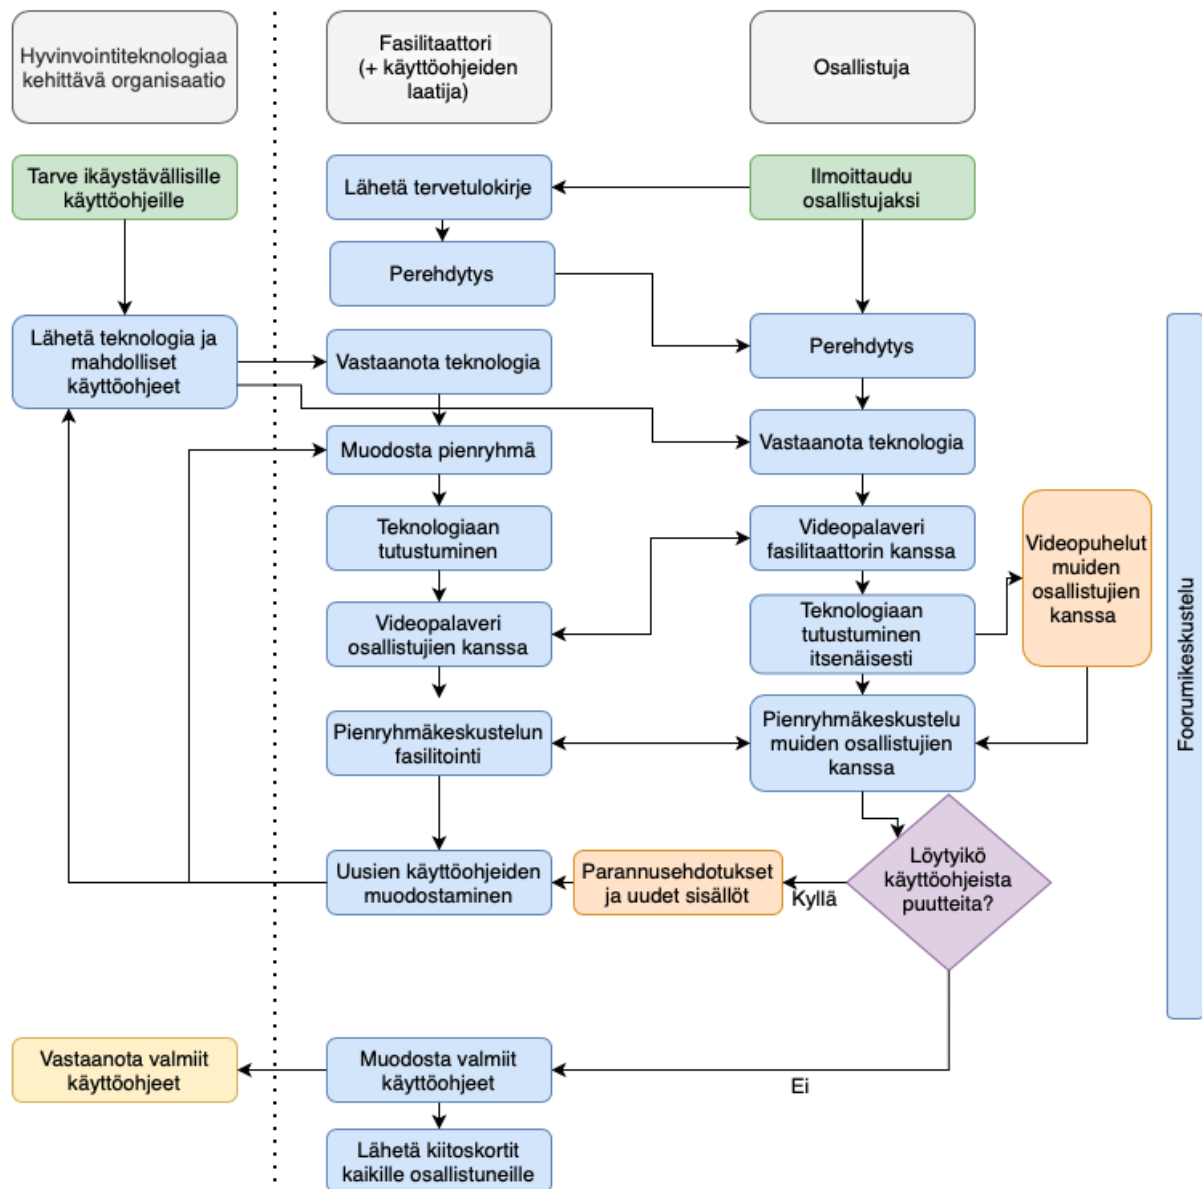 Hyvinvointiteknologiaa
kehittävä organisaatio
Fasilitaattori
(+ käyttöohjeiden
laatija)
Osallistuja
Tarve ikäystävällisille
käyttöohjeille
Lähetä tervetulokirje
Ilmoittaudu
osallistujaksi
Perehdytys
Lähetä teknologia ja
mahdolliset
käyttöohjeet
Vastaanota teknologia
Perehdytys
Muodosta pienryhmä
Vastaanota teknologia
Teknologiaan
tutustuminen
Videopalaveri
fasilitaattorin kanssa
Videopuhelut
muiden
osallistujien
kanssa
Videopalaveri
osallistujien kanssa
Teknologiaan
tutustuminen
itsenäisesti
Foorumikeskustelu
Pienryhmäkeskustelun
fasilitointi
Pienryhmäkeskustelu
muiden osallistujien
kanssa
Uusien käyttöohjeiden
muodostaminen
Parannusehdotukset
ja uudet sisällöt
Kyllä
Löytyikö
käyttöohjeista
puutteita?
Vastaanota valmiit
käyttöohjeet
Muodosta valmiit
käyttöohjeet
Ei
Lähetä kiitoskortit
kaikille osallistuneille